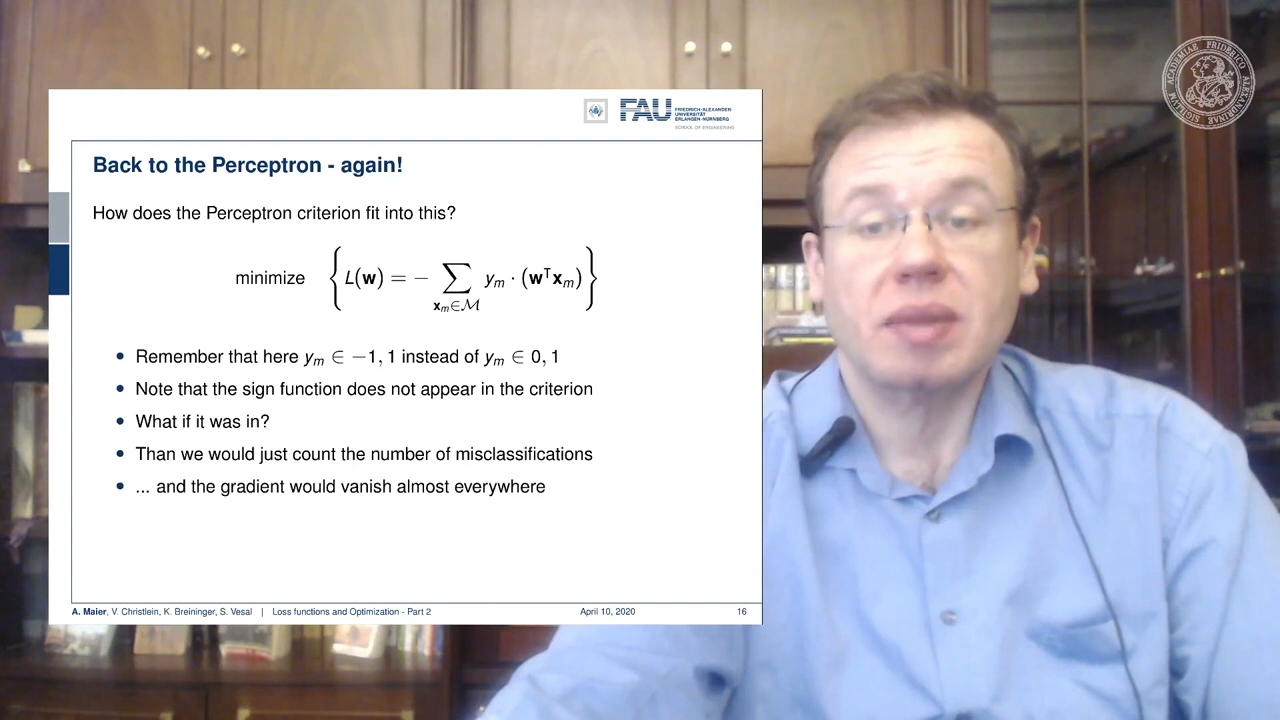 FAU
FRIEDRICH-ALEXANDER-
UNIVERSITÄT
ERLANGEN-NÜRNBERG
SCHOOL OF ENGINEERING
ACADEMIAE FRIDERICO ALEXANDRINAE SIGILLVM
Back to the Perceptron - again!
How does the Perceptron criterion fit into this?
minimize { L(w) = − ∑_{x_m∈ℳ} y_m · (w^T x_m) }
• Remember that here y_m ∈ −1, 1 instead of y_m ∈ 0, 1
• Note that the sign function does not appear in the criterion
• What if it was in?
• Than we would just count the number of misclassifications
• ... and the gradient would vanish almost everywhere
A. Maier, V. Christlein, K. Breininger, S. Vesal | Loss functions and Optimization - Part 2 April 10, 2020 16